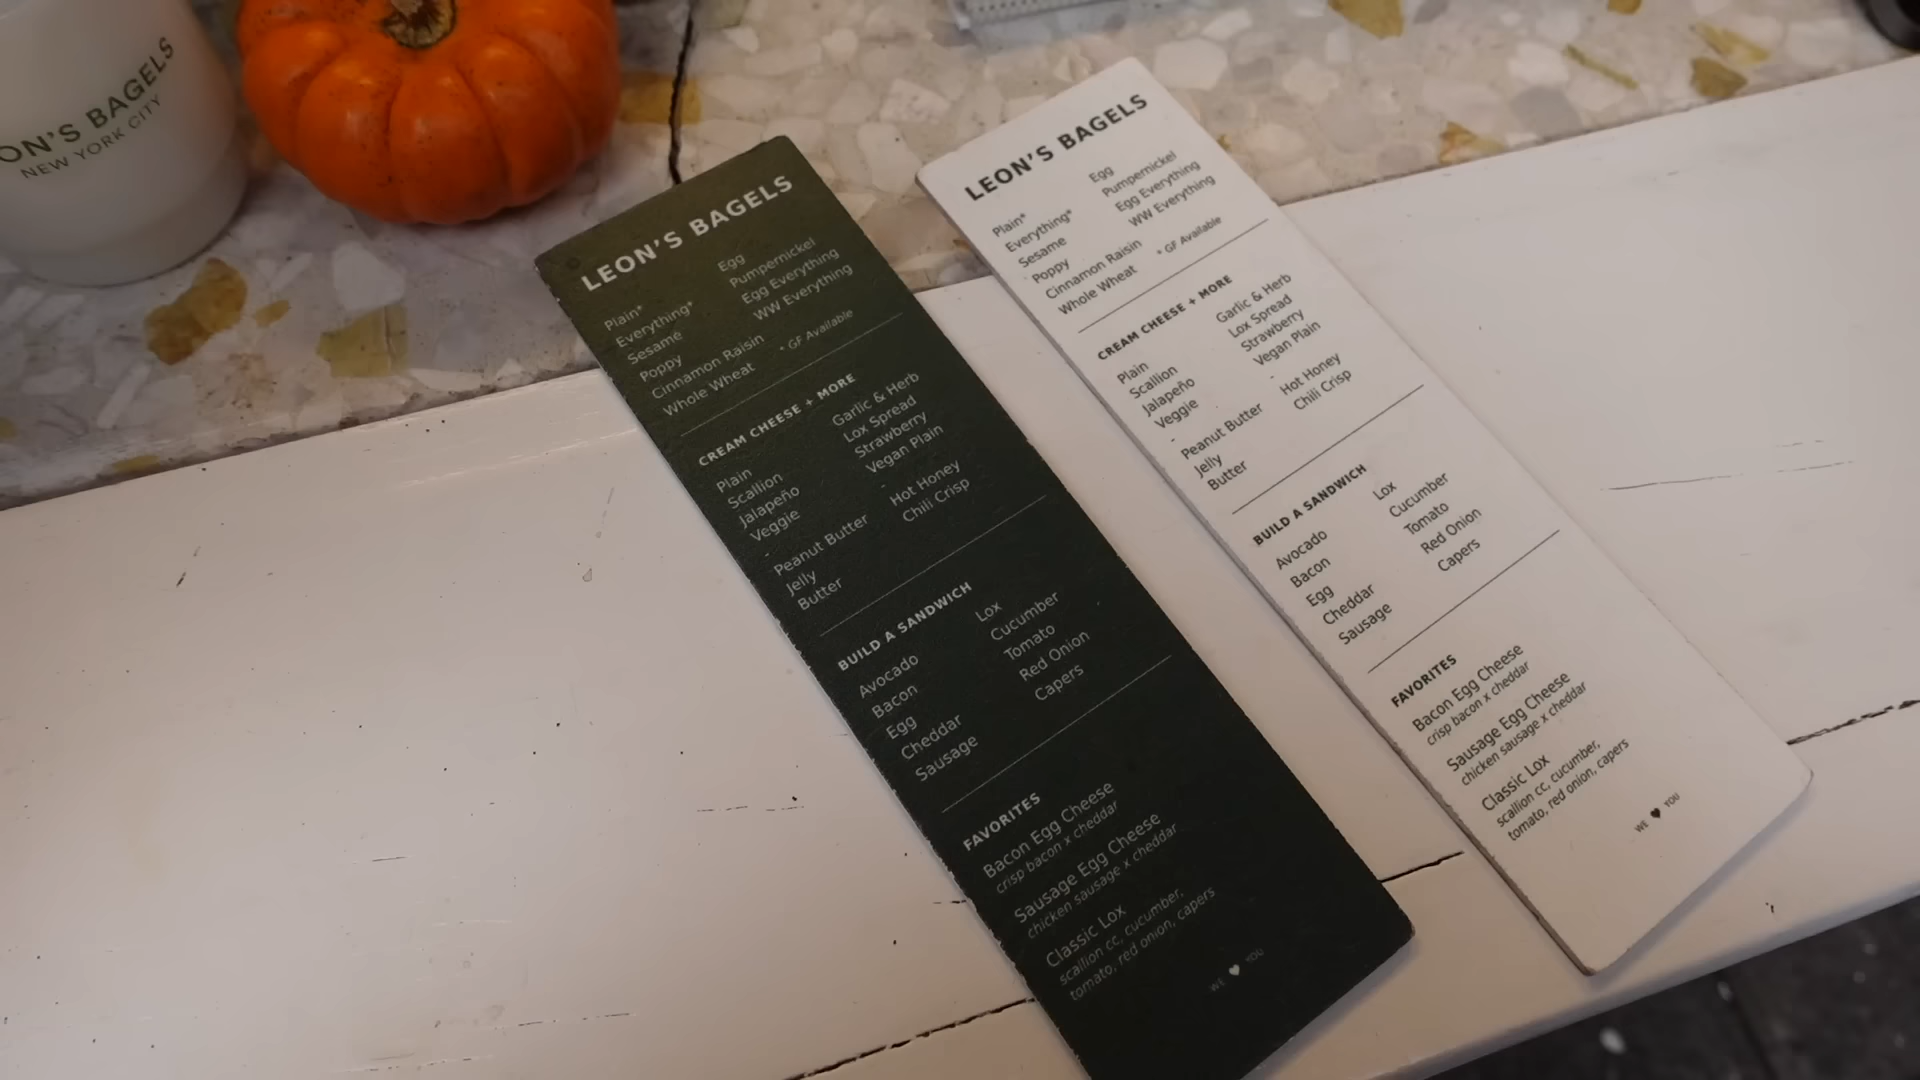 ON'S BAGELS
NEW YORK CITY
LEON'S BAGELS
Plain*
Everything*
Sesame
Poppy
Cinnamon Raisin
Whole Wheat
Egg
Pumpernickel
Egg Everything
WW Everything
* GF Available
CREAM CHEESE + MORE
Plain
Scallion
Jalapeño
Veggie
-
Peanut Butter
Jelly
Butter
Garlic & Herb
Lox Spread
Strawberry
Vegan Plain
-
Hot Honey
Chili Crisp
BUILD A SANDWICH
Avocado
Bacon
Egg
Cheddar
Sausage
Lox
Cucumber
Tomato
Red Onion
Capers
FAVORITES
Bacon Egg Cheese
crisp bacon x cheddar
Sausage Egg Cheese
chicken sausage x cheddar
Classic Lox
scallion cc, cucumber,
tomato, red onion, capers
WE ♥ YOU
LEON'S BAGELS
Plain*
Everything*
Sesame
Poppy
Cinnamon Raisin
Whole Wheat
Egg
Pumpernickel
Egg Everything
WW Everything
* GF Available
CREAM CHEESE + MORE
Plain
Scallion
Jalapeño
Veggie
-
Peanut Butter
Jelly
Butter
Garlic & Herb
Lox Spread
Strawberry
Vegan Plain
-
Hot Honey
Chili Crisp
BUILD A SANDWICH
Avocado
Bacon
Egg
Cheddar
Sausage
Lox
Cucumber
Tomato
Red Onion
Capers
FAVORITES
Bacon Egg Cheese
crisp bacon x cheddar
Sausage Egg Cheese
chicken sausage x cheddar
Classic Lox
scallion cc, cucumber,
tomato, red onion, capers
WE ♥ YOU